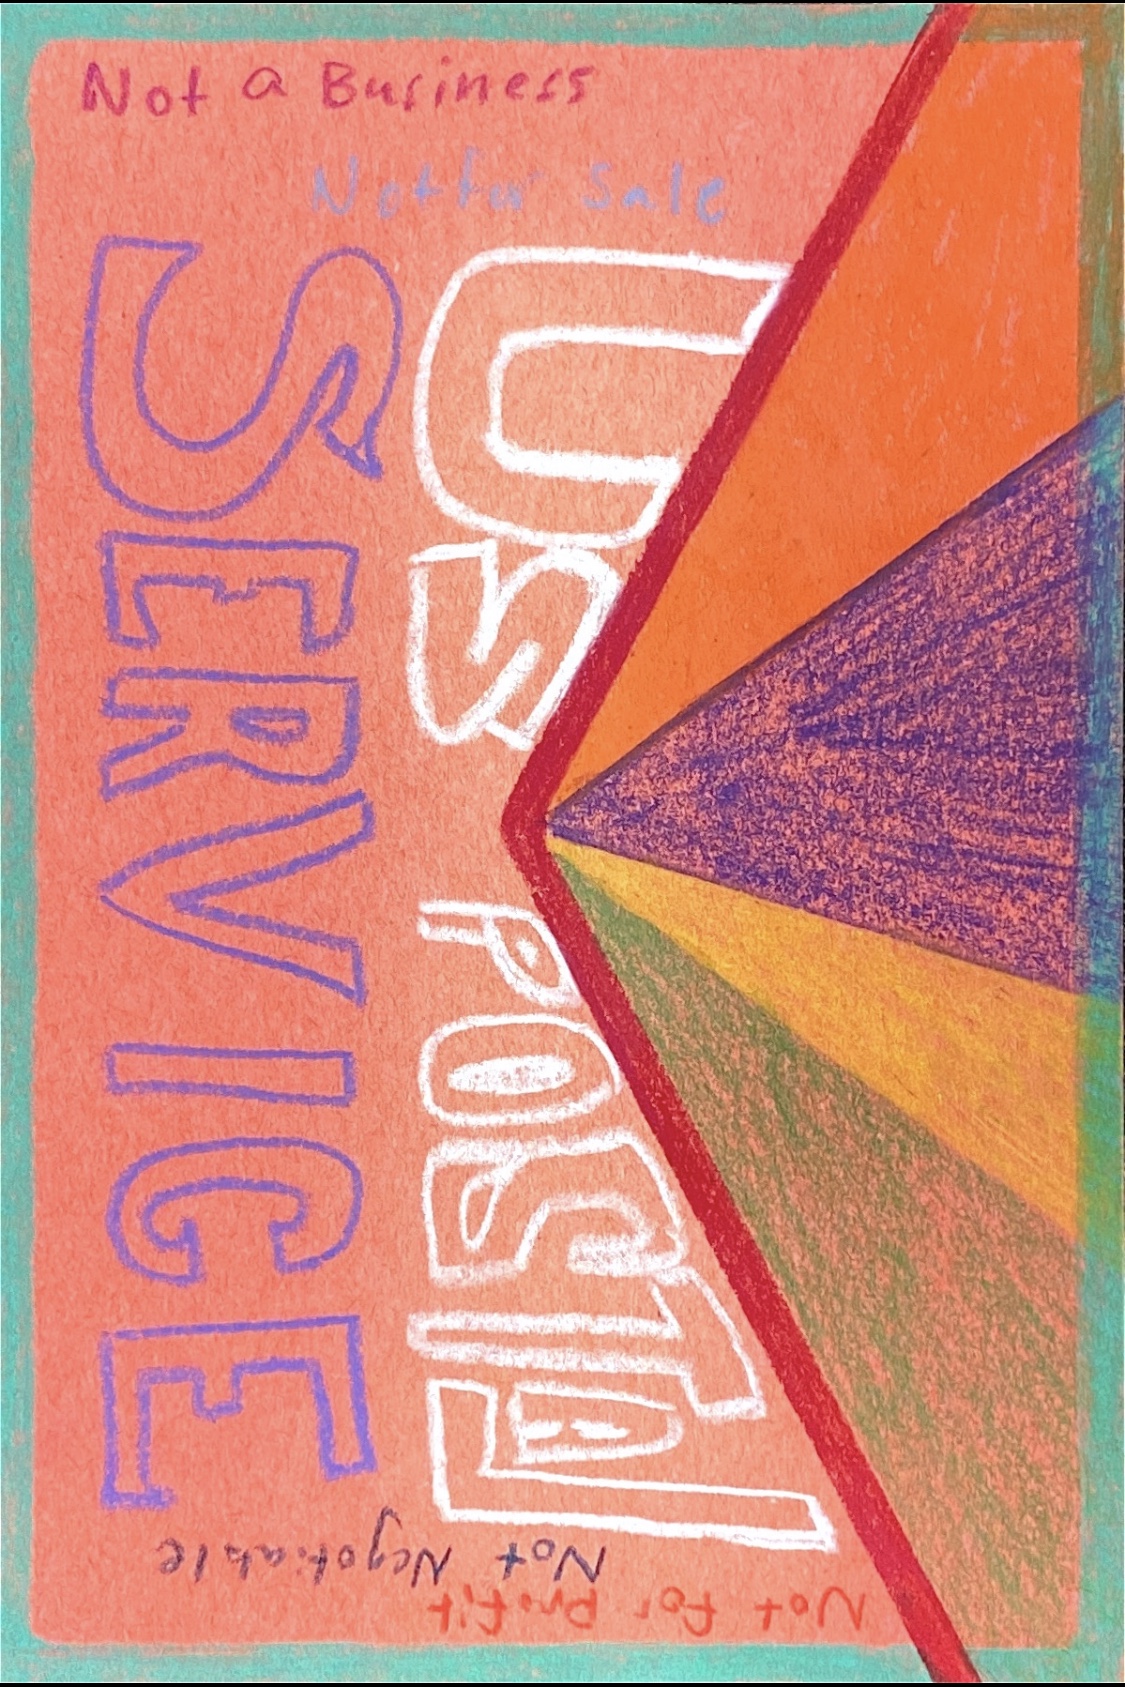 Not a Business
Not for Sale
US POSTAL
SERVICE
Not for profit
Not Negotiable